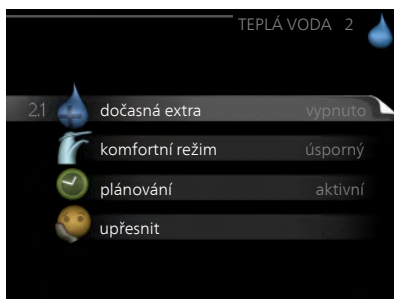 TEPLÁ VODA 2
2.1 dočasná extra vypnuto
komfortní režim úsporný
plánování aktivní
upřesnit